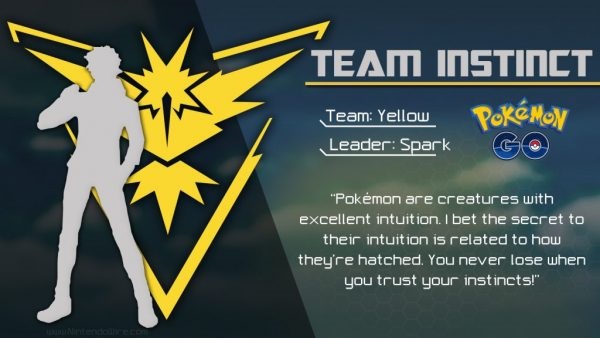 TEAM INSTINCT
Team: Yellow
Leader: Spark
POKéMON
GO
“Pokémon are creatures with
excellent intuition. I bet the secret to
their intuition is related to how
they're hatched. You never lose when
you trust your instincts!”
www.NintendoWire.com